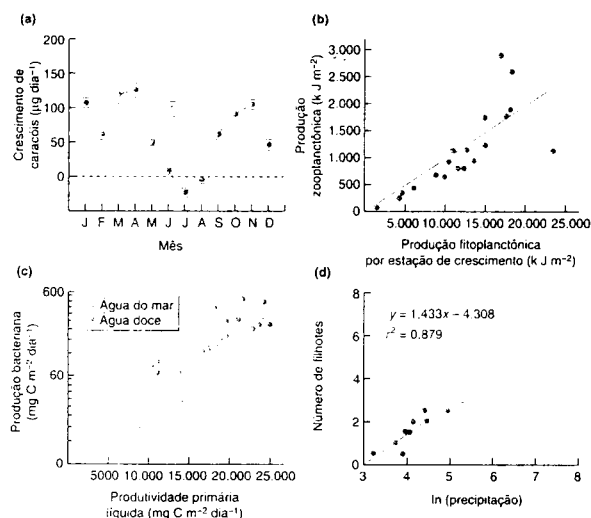 (a)
Crescimento de
caracóis (µg dia⁻¹)
200
150
100
50
0
50
J F M A M J J A S O N D
Mês
(b)
Produção
zooplanctônica (k J m⁻²)
3.000
2.500
2.000
1.500
1.000
500
0
5.000 10.000 15.000 20.000 25.000
Produção fitoplanctônica
por estação de crescimento (k J m⁻²)
(c)
Produção bacteriana
(mg C m⁻² dia⁻¹)
600
60
0
Água do mar
Água doce
5000 10.000 15.000 20.000 25.000
Produtividade primária
líquida (mg C m⁻² dia⁻¹)
(d)
Número de filhotes
8
6
4
2
0
y = 1.433x – 4.308
r² = 0.879
3 4 5 6 7 8
ln (precipitação)